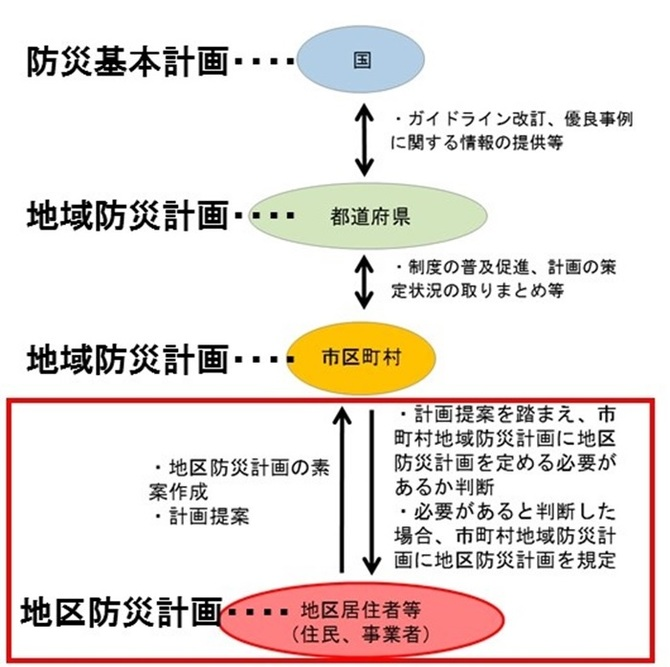 防災基本計画････
国
・ガイドライン改訂、優良事例
に関する情報の提供等
地域防災計画････
都道府県
・制度の普及促進、計画の策
定状況の取りまとめ等
地域防災計画････
市区町村
・計画提案を踏まえ、市
町村地域防災計画に地区
防災計画を定める必要が
あるか判断
・必要があると判断した
場合、市町村地域防災計
画に地区防災計画を規定
・地区防災計画の素
案作成
・計画提案
地区防災計画････
地区居住者等
（住民、事業者）